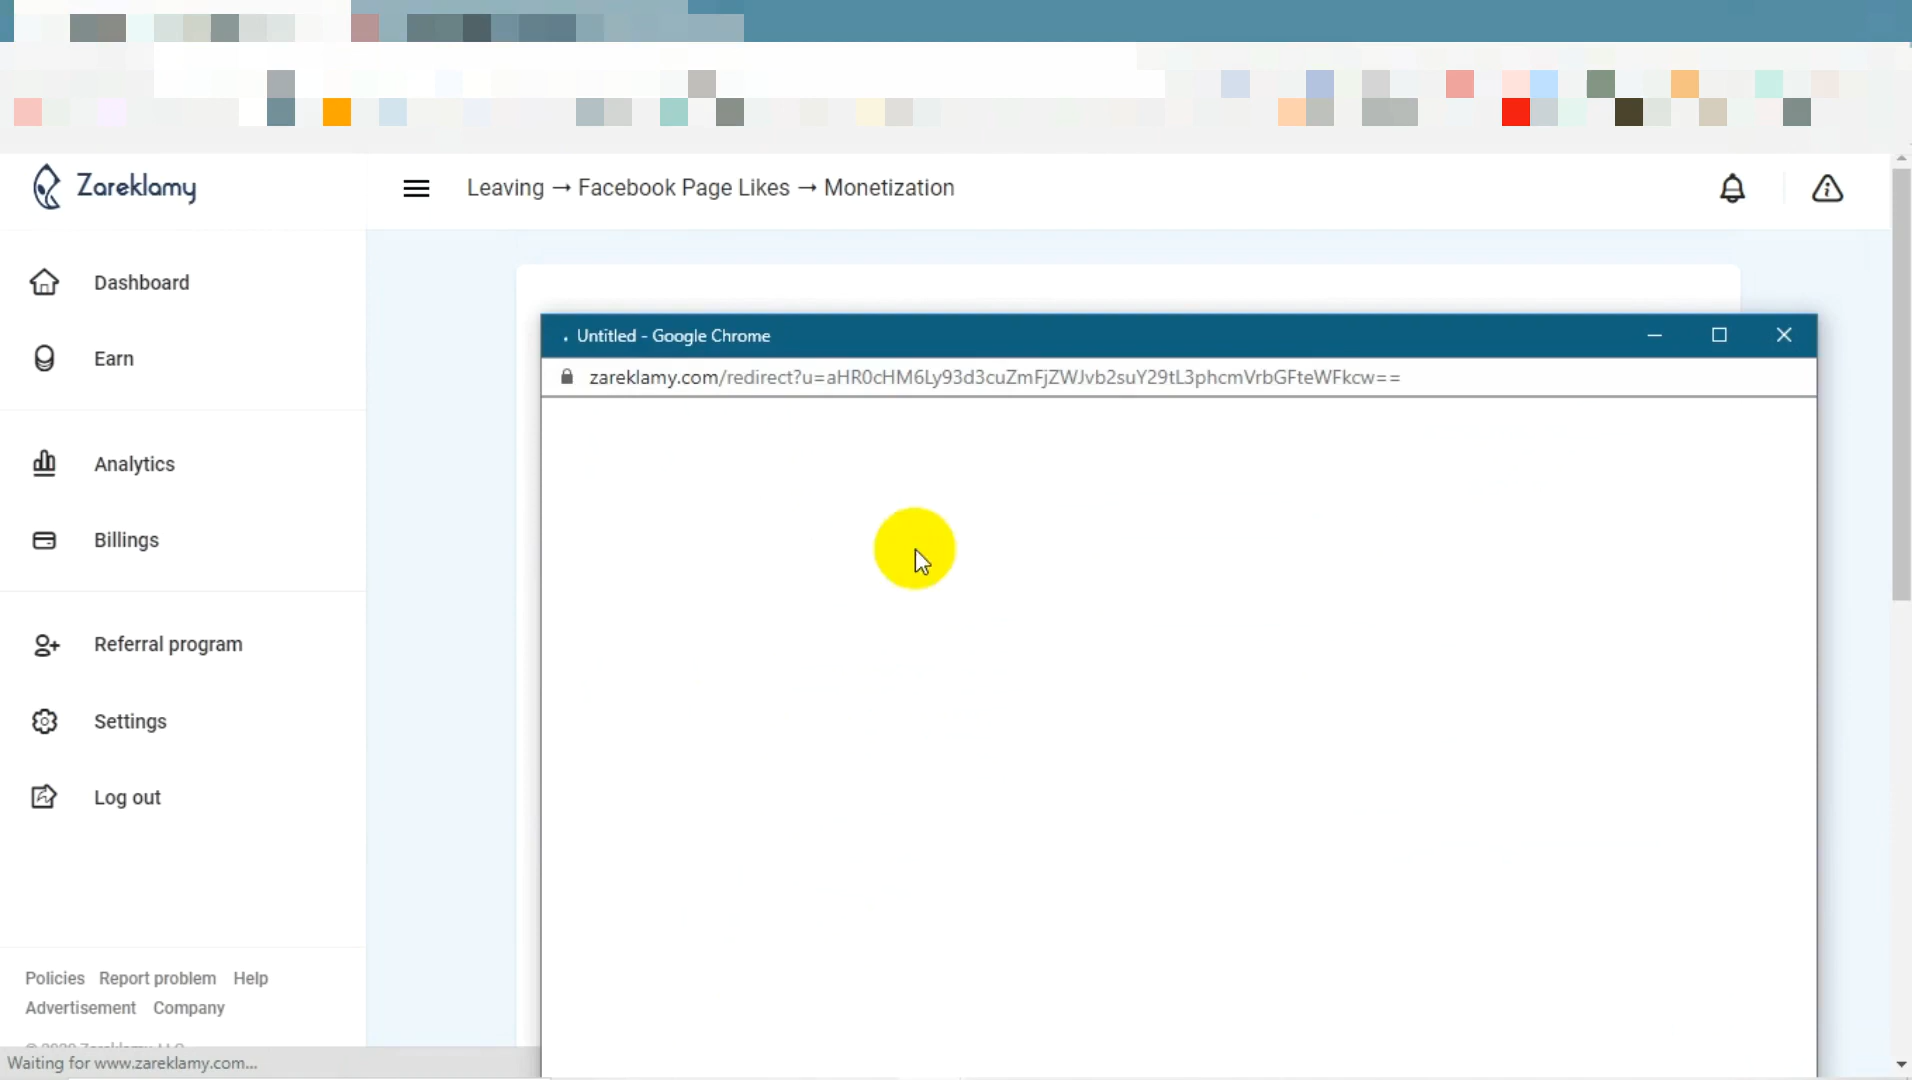 Zareklamy
Leaving → Facebook Page Likes → Monetization
Dashboard
Earn
Analytics
Billings
Referral program
Settings
Log out
Policies Report problem Help
Advertisement Company
Waiting for www.zareklamy.com...
Untitled - Google Chrome
zareklamy.com/redirect?u=aHR0cHM6Ly93d3cuZmFjZWJvb2suY29tL3phcmVrbGFteWFkcw==